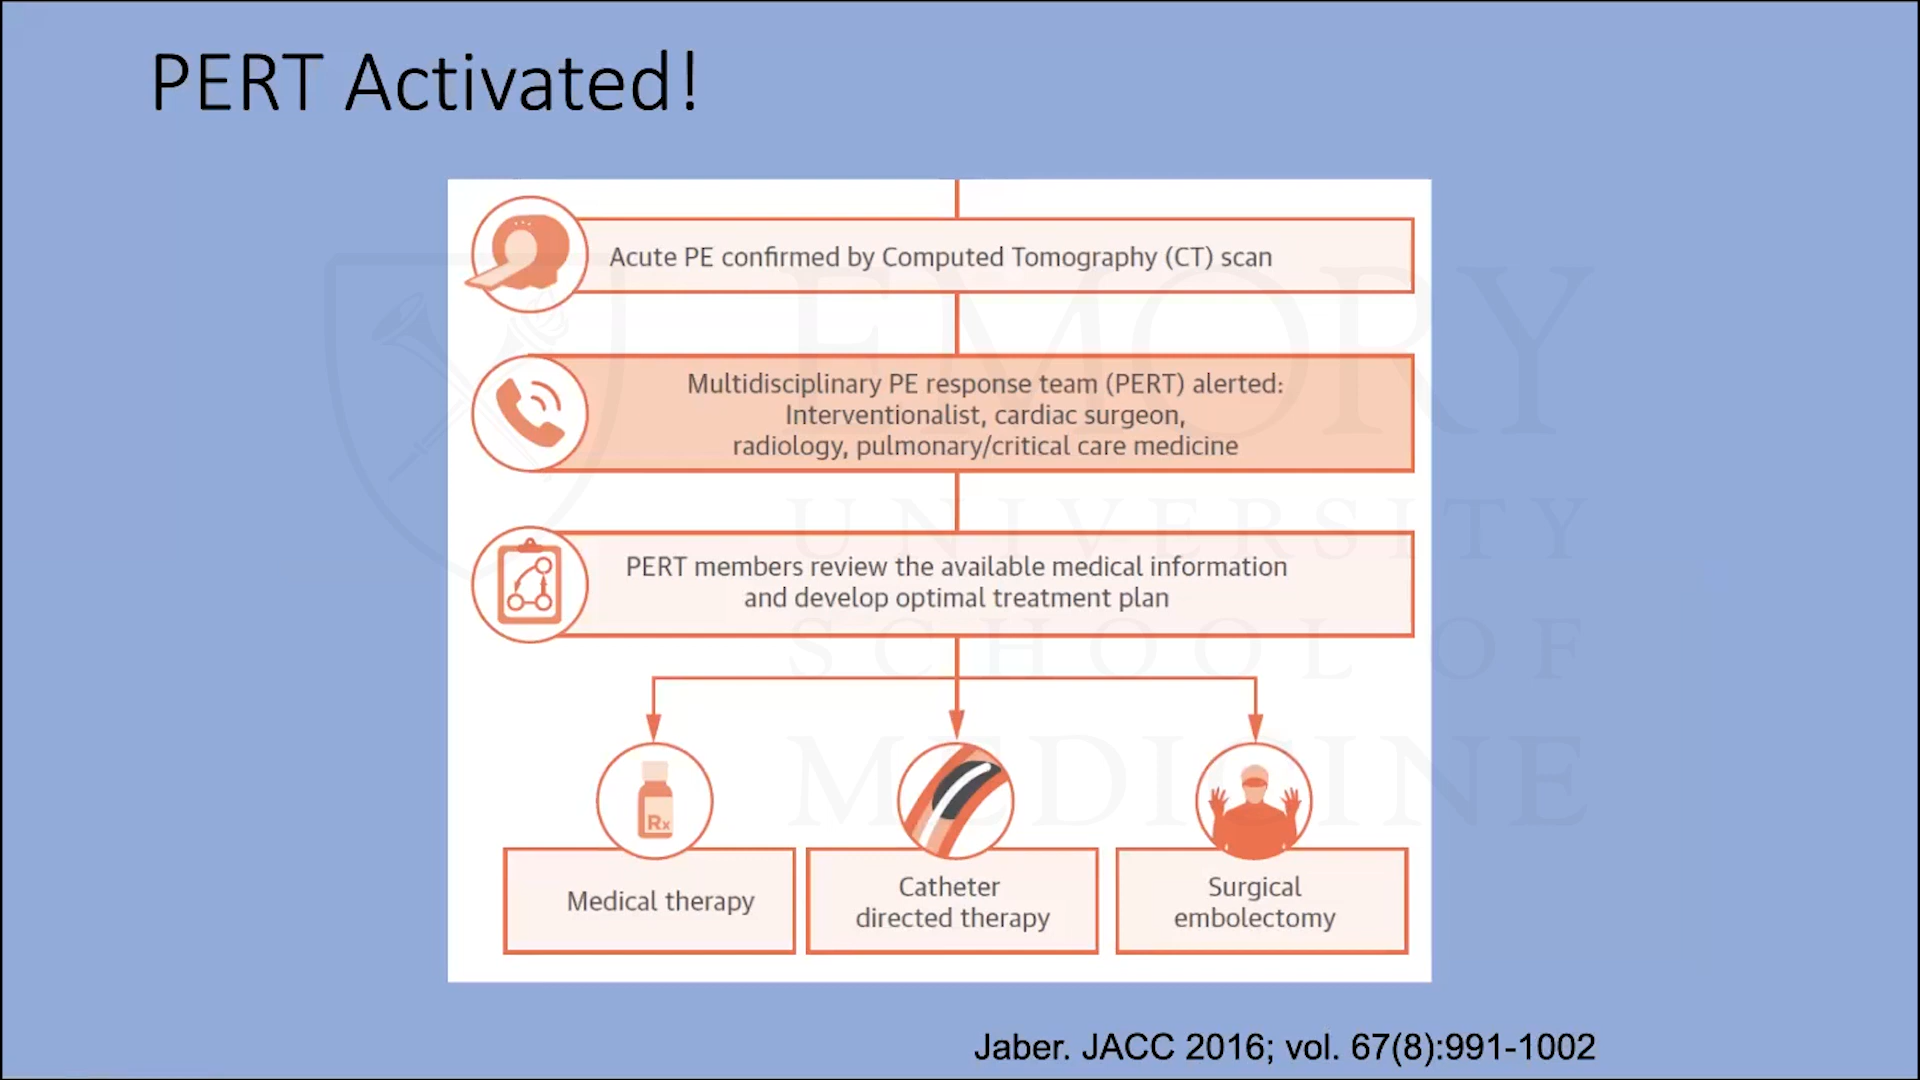 PERT Activated!
Acute PE confirmed by Computed Tomography (CT) scan
Multidisciplinary PE response team (PERT) alerted:
Interventionalist, cardiac surgeon,
radiology, pulmonary/critical care medicine
PERT members review the available medical information
and develop optimal treatment plan
Rx
Medical therapy
Catheter
directed therapy
Surgical
embolectomy
EMORY
UNIVERSITY
SCHOOL OF
MEDICINE
Jaber. JACC 2016; vol. 67(8):991-1002